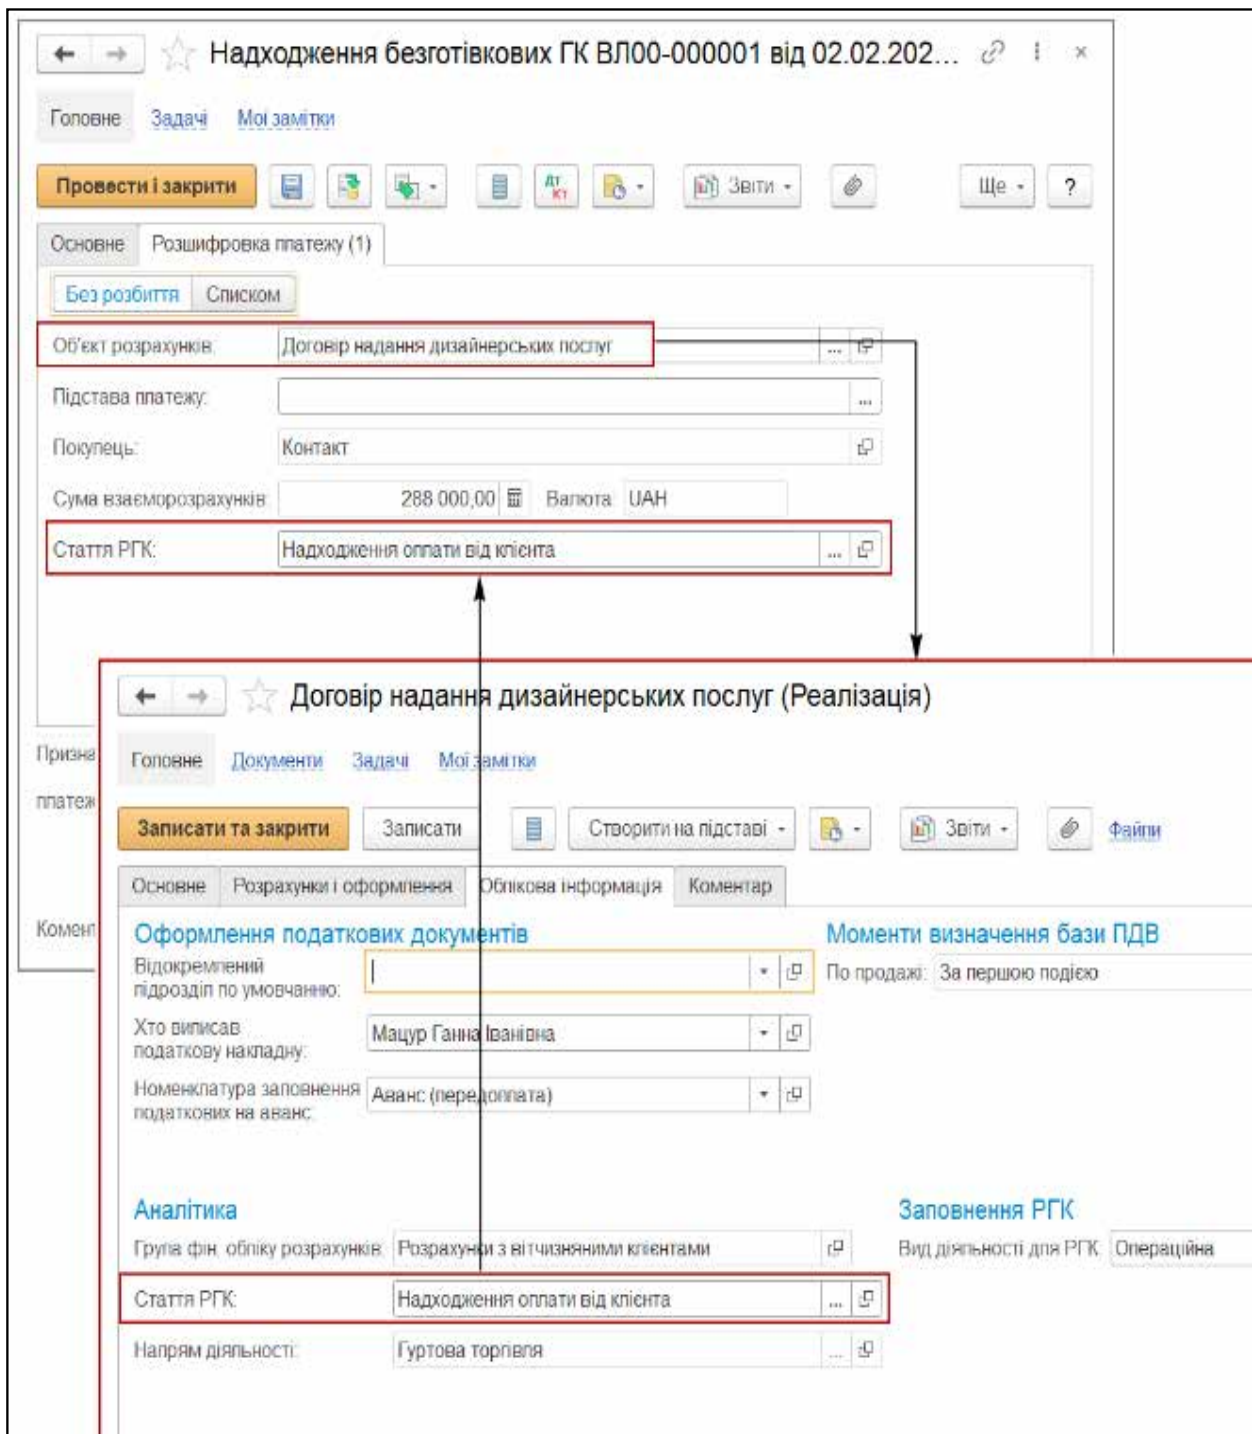 Надходження безготівкових ГК ВЛ00-000001 від 02.02.202...
Головне Задачі Мої замітки
Провести і закрити Дт Кт Звіти Ще ?
Основне Розшифровка платежу (1)
Без розбиття Списком
Об'єкт розрахунків: Договір надання дизайнерських послуг ...
Підстава платежу: ...
Покупець: Контакт
Сума взаєморозрахунків: 288 000,00 Валюта: UAH
Стаття РГК: Надходження оплати від клієнта ...
Договір надання дизайнерських послуг (Реалізація)
Призна
Головне Документи Задачі Мої замітки
платеж
Записати та закрити Записати Створити на підставі Звіти Файли
Основне Розрахунки і оформлення Облікова інформація Коментар
Комент
Оформлення податкових документів Моменти визначення бази ПДВ
Відокремлений
підрозділ по умовчанню: По продажі: За першою подією
Хто виписав
податкову накладну: Мацур Ганна Іванівна
Номенклатура заповнення
податкових на аванс: Аванс (передоплата)
Аналітика Заповнення РГК
Група фін. обліку розрахунків: Розрахунки з вітчизняними клієнтами Вид діяльності для РГК: Операційна
Стаття РГК: Надходження оплати від клієнта ...
Напрям діяльності: Гуртова торгівля ...